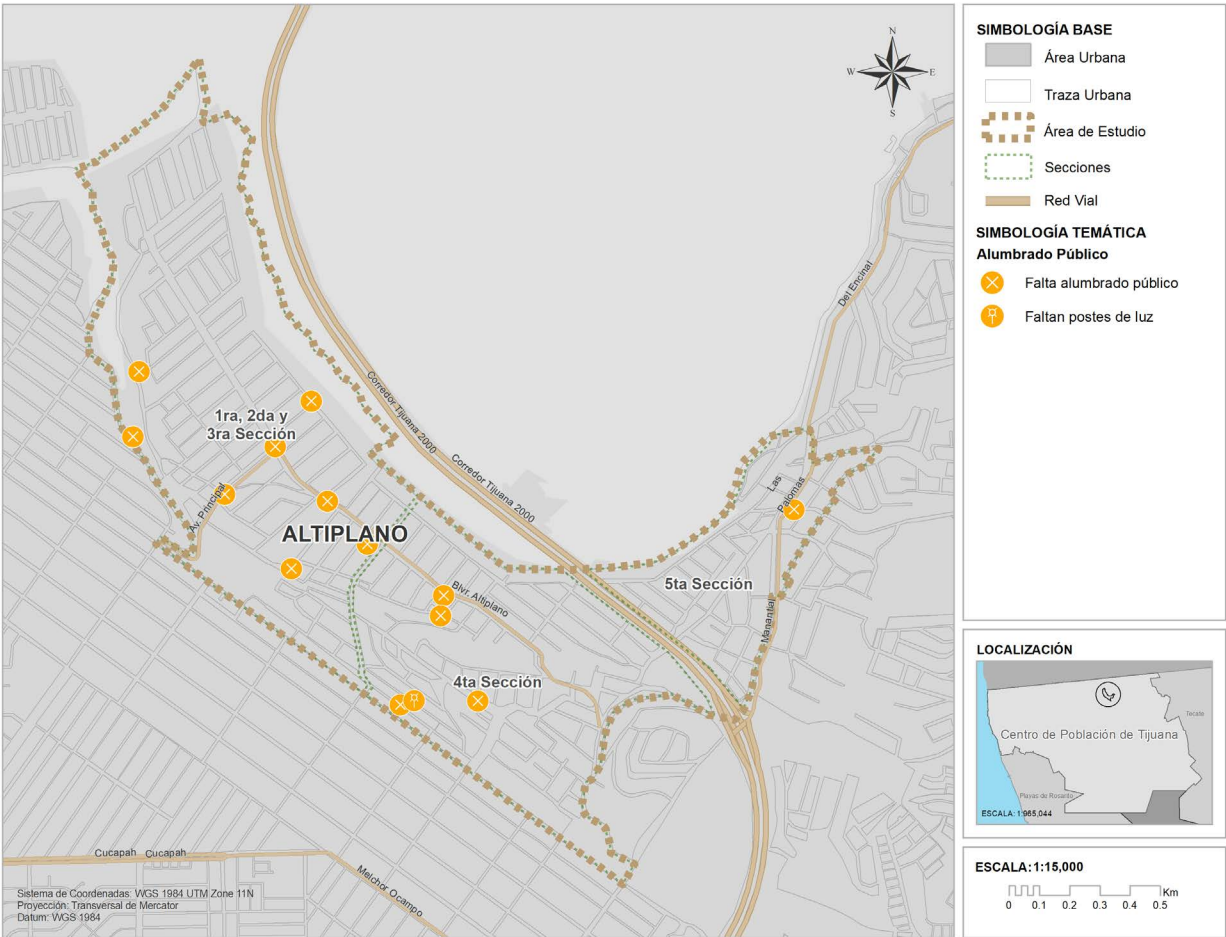 N
W
E
S
Del Encinal
Corredor Tijuana 2000
Corredor Tijuana 2000
1ra, 2da y
3ra Sección
Las
Palomas
Av. Principal
ALTIPLANO
5ta Sección
Blvr. Altiplano
Manantial
4ta Sección
Cucapah
Cucapah
Melchor Ocampo
Sistema de Coordenadas: WGS 1984 UTM Zone 11N
Proyección: Transversal de Mercator
Datum: WGS 1984
SIMBOLOGÍA BASE
Área Urbana
Traza Urbana
Área de Estudio
Secciones
Red Vial
SIMBOLOGÍA TEMÁTICA
Alumbrado Público
Falta alumbrado público
Faltan postes de luz
LOCALIZACIÓN
Tecate
Centro de Población de Tijuana
Playas de Rosarito
ESCALA: 1:965,044
ESCALA:1:15,000
Km
0 0.1 0.2 0.3 0.4 0.5